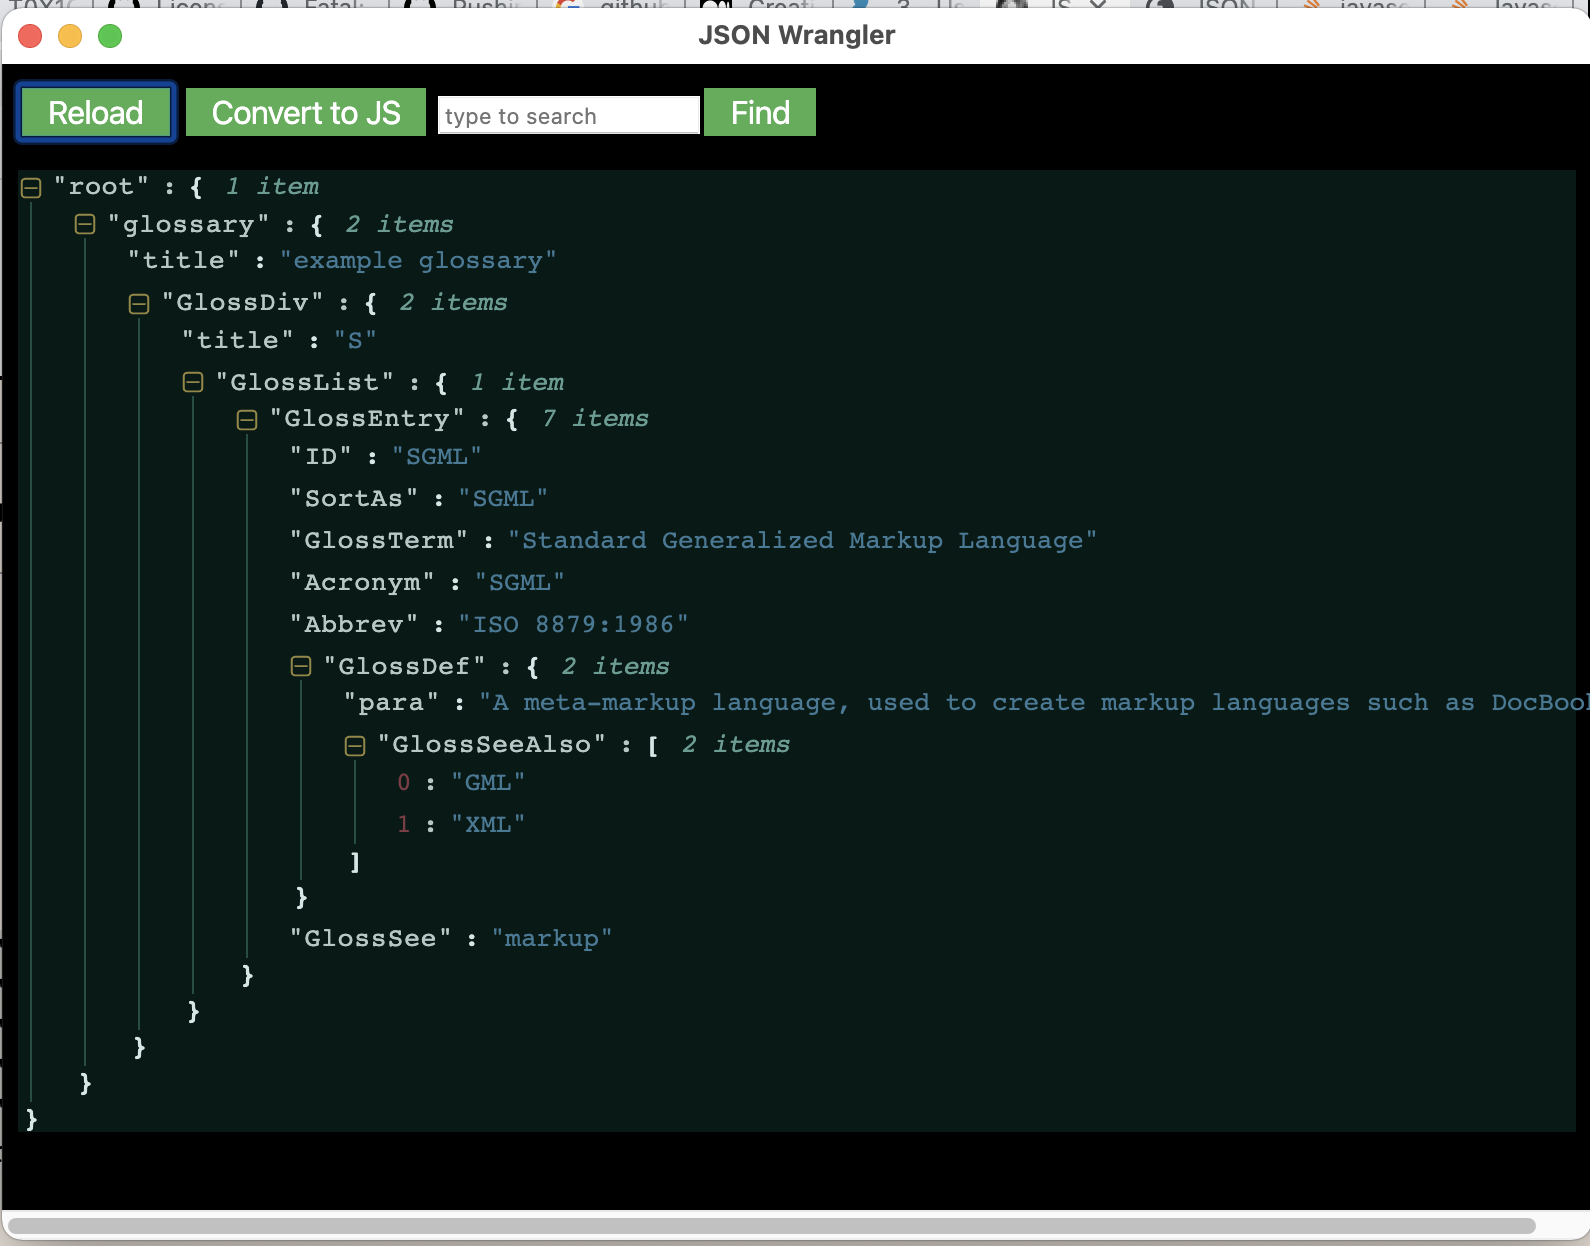 JSON Wrangler
Reload Convert to JS type to search Find
"root" : { 1 item
"glossary" : { 2 items
"title" : "example glossary"
"GlossDiv" : { 2 items
"title" : "S"
"GlossList" : { 1 item
"GlossEntry" : { 7 items
"ID" : "SGML"
"SortAs" : "SGML"
"GlossTerm" : "Standard Generalized Markup Language"
"Acronym" : "SGML"
"Abbrev" : "ISO 8879:1986"
"GlossDef" : { 2 items
"para" : "A meta-markup language, used to create markup languages such as DocBook
"GlossSeeAlso" : [ 2 items
0 : "GML"
1 : "XML"
]
}
"GlossSee" : "markup"
}
}
}
}
}